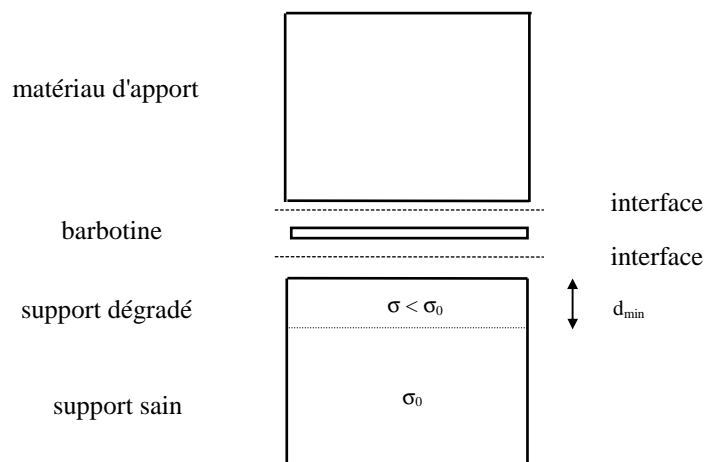 matériau d'apport
interface
barbotine
interface
support dégradé
σ < σ₀
dmin
support sain
σ₀